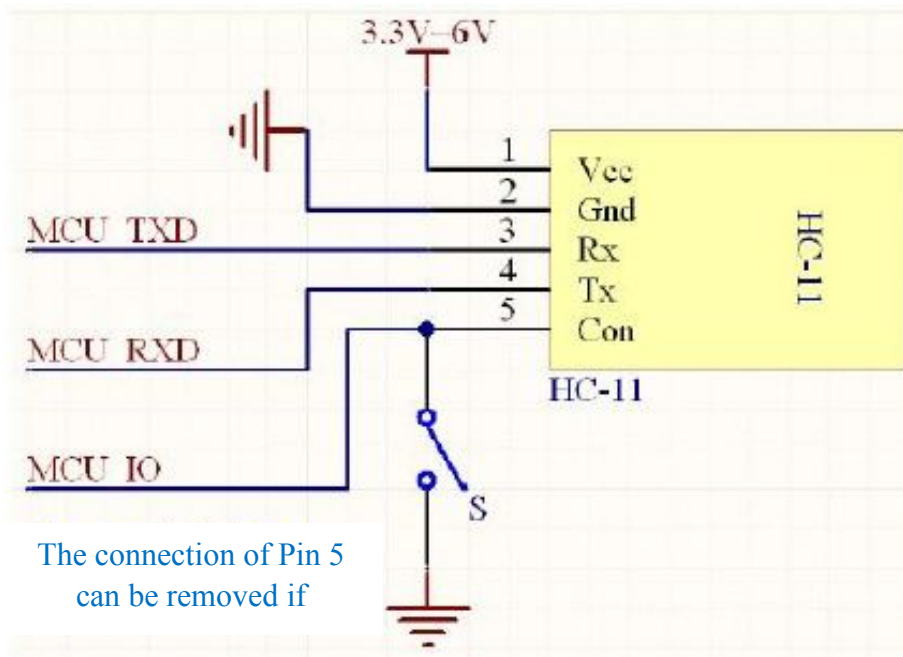 3.3V-6V
1
Vcc
2
Gnd
MCU TXD
3
Rx
4
Tx
5
Con
MCU RXD
HC-11
HC-11
MCU IO
S
The connection of Pin 5
can be removed if